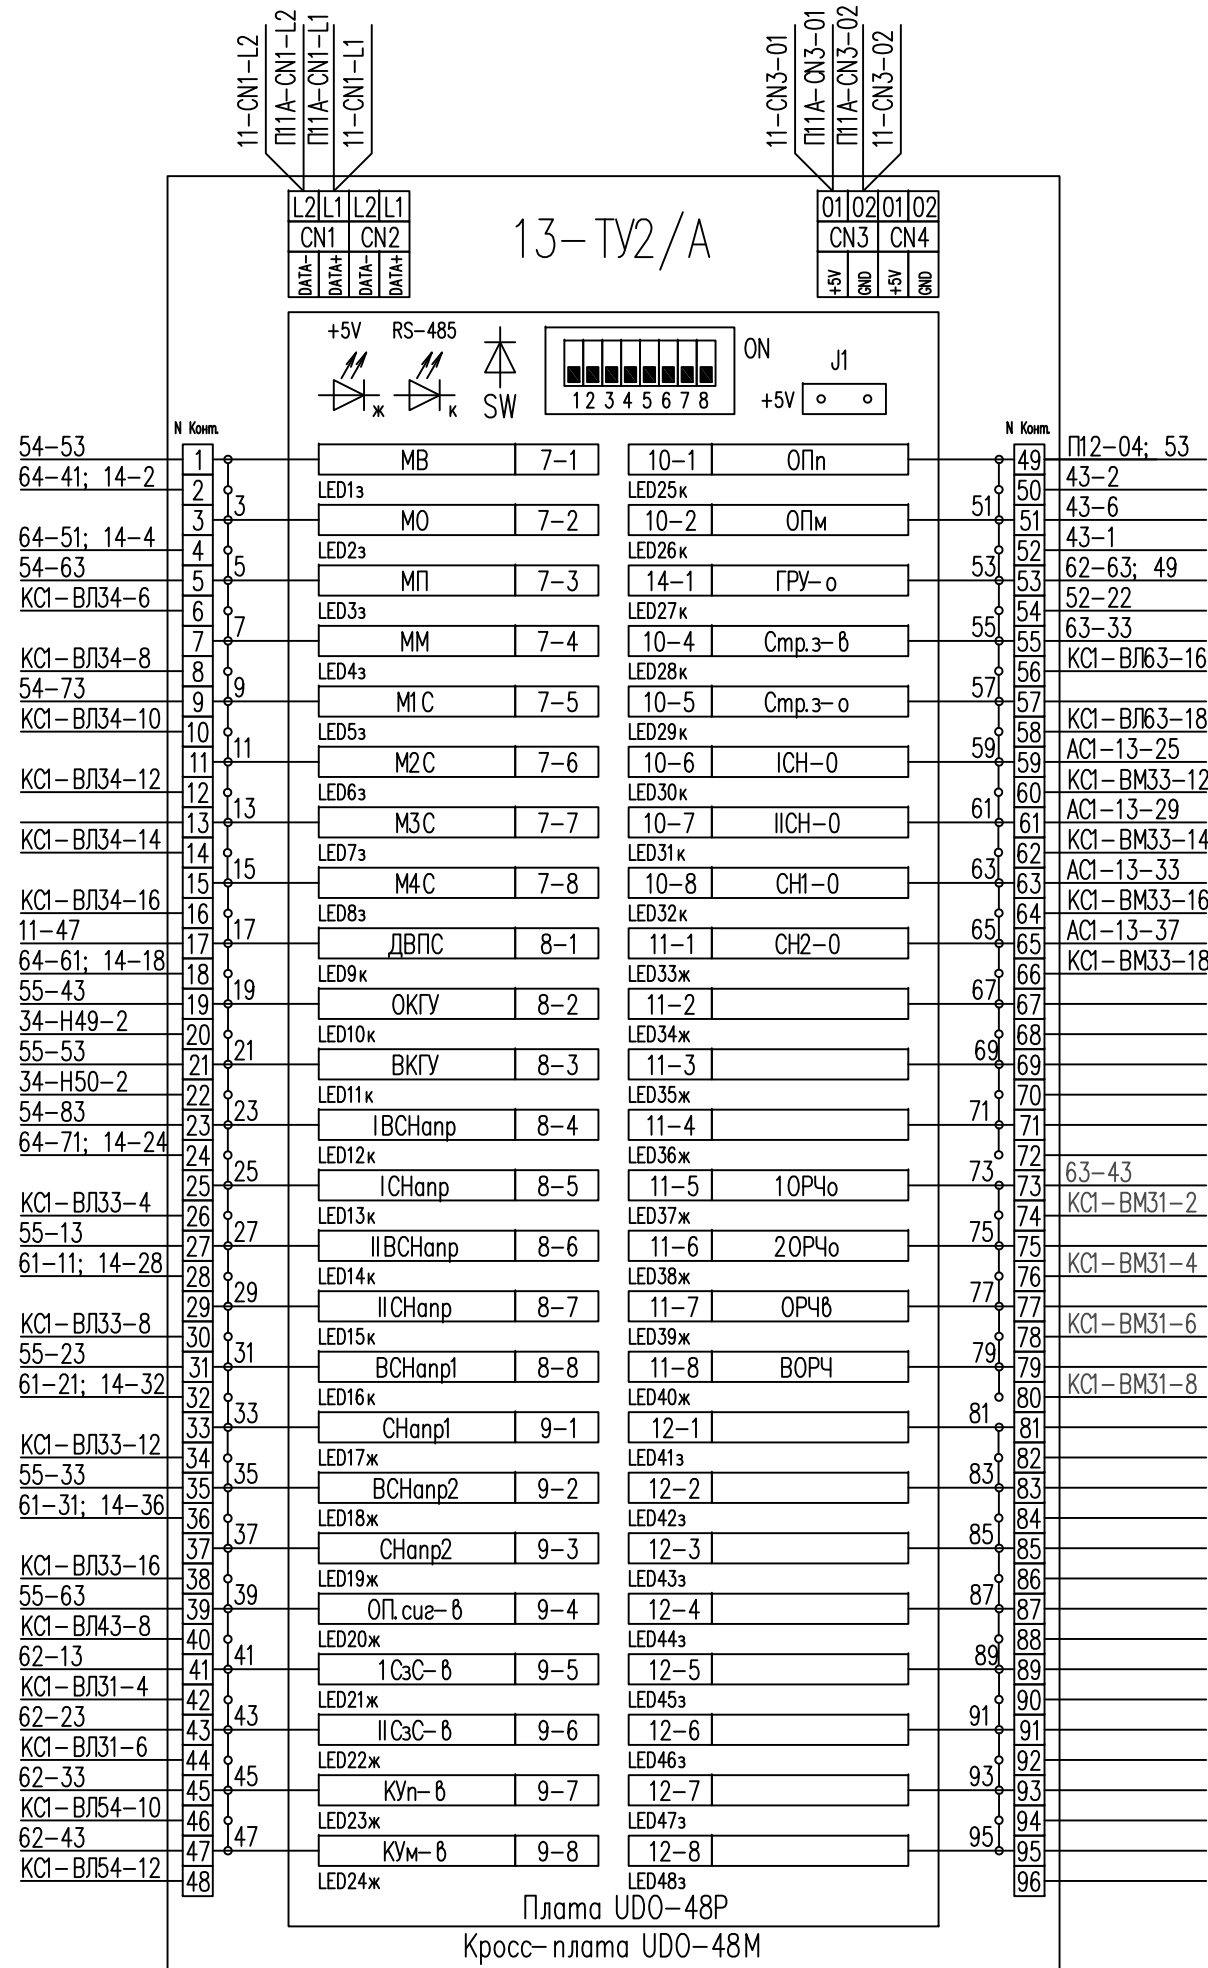 11-CN1-L2
П11А-CN1-L2
П11А-CN1-L1
11-CN1-L1
11-CN3-01
П11А-CN3-01
П11А-CN3-02
11-CN3-02
L2 L1 L2 L1
CN1 CN2
DATA- DATA+ DATA- DATA+
13-ТУ2/А
01 02 01 02
CN3 CN4
+5V GND +5V GND
+5V RS-485
ж к SW
1 2 3 4 5 6 7 8
ON
J1
+5V
N Конт. N Конт.
54-53 1 МВ 7-1 10-1 ОПп 49 П12-04; 53
64-41; 14-2 2 LED1з LED25к 50 43-2
3 3 МО 7-2 10-2 ОПм 51 51 43-6
64-51; 14-4 4 LED2з LED26к 52 43-1
54-63 5 5 МП 7-3 14-1 ГРУ-о 53 53 62-63; 49
КС1-ВЛ34-6 6 LED3з LED27к 54 52-22
7 7 ММ 7-4 10-4 Стр.з-в 55 55 63-33
КС1-ВЛ34-8 8 LED4з LED28к 56 КС1-ВЛ63-16
54-73 9 9 М1С 7-5 10-5 Стр.з-о 57 57
КС1-ВЛ34-10 10 LED5з LED29к 58 КС1-ВЛ63-18
11 11 М2С 7-6 10-6 IСН-0 59 59 АС1-13-25
КС1-ВЛ34-12 12 LED6з LED30к 60 КС1-ВМ33-12
13 13 М3С 7-7 10-7 IIСН-0 61 61 АС1-13-29
КС1-ВЛ34-14 14 LED7з LED31к 62 КС1-ВМ33-14
15 15 М4С 7-8 10-8 СН1-0 63 63 АС1-13-33
КС1-ВЛ34-16 16 LED8з LED32к 64 КС1-ВМ33-16
11-47 17 17 ДВПС 8-1 11-1 СН2-0 65 65 АС1-13-37
64-61; 14-18 18 LED9к LED33ж 66 КС1-ВМ33-18
55-43 19 19 ОКГУ 8-2 11-2 67 67
34-Н49-2 20 LED10к LED34ж 68
55-53 21 21 ВКГУ 8-3 11-3 69 69
34-Н50-2 22 LED11к LED35ж 70
54-83 23 23 IВСНапр 8-4 11-4 71 71
64-71; 14-24 24 LED12к LED36ж 72
25 25 IСНапр 8-5 11-5 1ОРЧо 73 73 63-43
КС1-ВЛ33-4 26 LED13к LED37ж 74 КС1-ВМ31-2
55-13 27 27 IIВСНапр 8-6 11-6 2ОРЧо 75 75
61-11; 14-28 28 LED14к LED38ж 76 КС1-ВМ31-4
29 29 IIСНапр 8-7 11-7 ОРЧв 77 77
КС1-ВЛ33-8 30 LED15к LED39ж 78 КС1-ВМ31-6
55-23 31 31 ВСНапр1 8-8 11-8 ВОРЧ 79 79
61-21; 14-32 32 LED16к LED40ж 80 КС1-ВМ31-8
33 33 СНапр1 9-1 12-1 81 81
КС1-ВЛ33-12 34 LED17ж LED41з 82
55-33 35 35 ВСНапр2 9-2 12-2 83 83
61-31; 14-36 36 LED18ж LED42з 84
37 37 СНапр2 9-3 12-3 85 85
КС1-ВЛ33-16 38 LED19ж LED43з 86
55-63 39 39 ОП.сиг-в 9-4 12-4 87 87
КС1-ВЛ43-8 40 LED20ж LED44з 88
62-13 41 41 1СзС-в 9-5 12-5 89 89
КС1-ВЛ31-4 42 LED21ж LED45з 90
62-23 43 43 IIСзС-в 9-6 12-6 91 91
КС1-ВЛ31-6 44 LED22ж LED46з 92
62-33 45 45 КУп-в 9-7 12-7 93 93
КС1-ВЛ54-10 46 LED23ж LED47з 94
62-43 47 47 КУм-в 9-8 12-8 95 95
КС1-ВЛ54-12 48 LED24ж LED48з 96
Плата UDO-48P
Кросс-плата UDO-48M